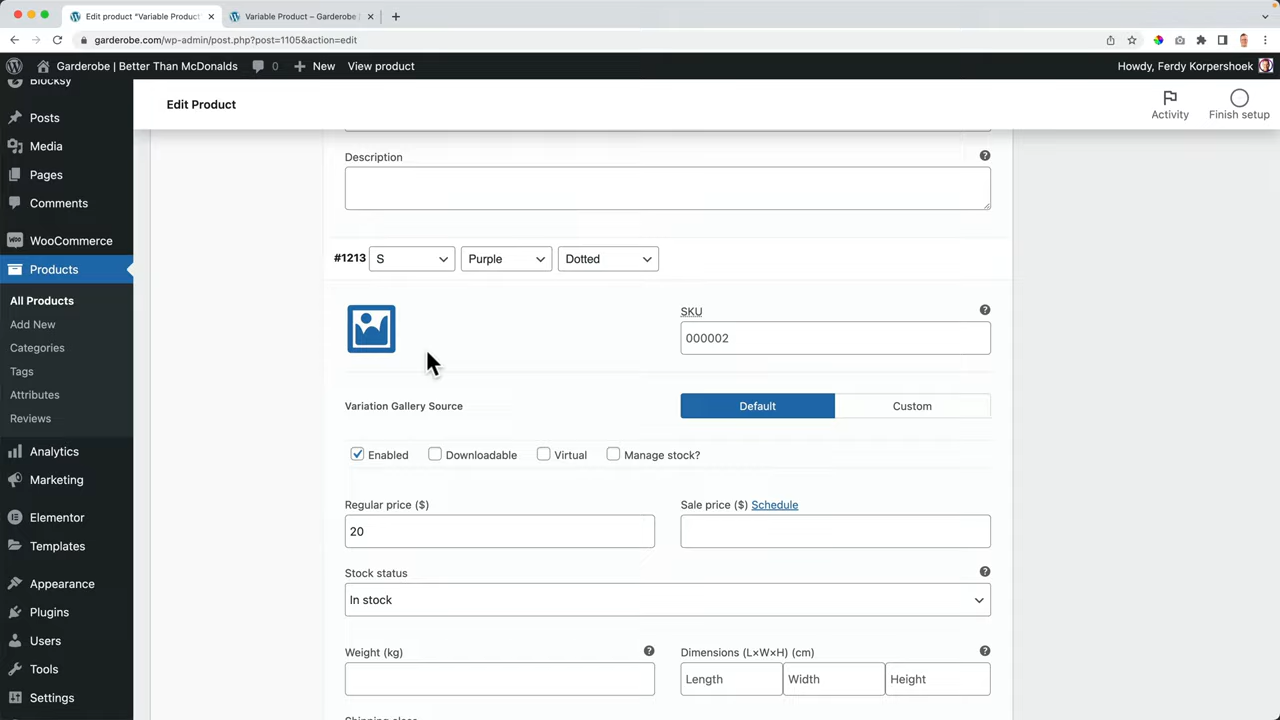 Edit product "Variable Product"
Variable Product – Garderobe
garderobe.com/wp-admin/post.php?post=1105&action=edit
Garderobe | Better Than McDonalds
0
New
View product
Howdy, Ferdy Korpershoek
Blocksy
Posts
Media
Pages
Comments
WooCommerce
Products
All Products
Add New
Categories
Tags
Attributes
Reviews
Analytics
Marketing
Elementor
Templates
Appearance
Plugins
Users
Tools
Settings
Edit Product
Activity
Finish setup
Description
#1213 S Purple Dotted
SKU
000002
Variation Gallery Source
Default
Custom
Enabled
Downloadable
Virtual
Manage stock?
Regular price ($)
20
Sale price ($) Schedule
Stock status
In stock
Weight (kg)
Dimensions (L×W×H) (cm)
Length
Width
Height